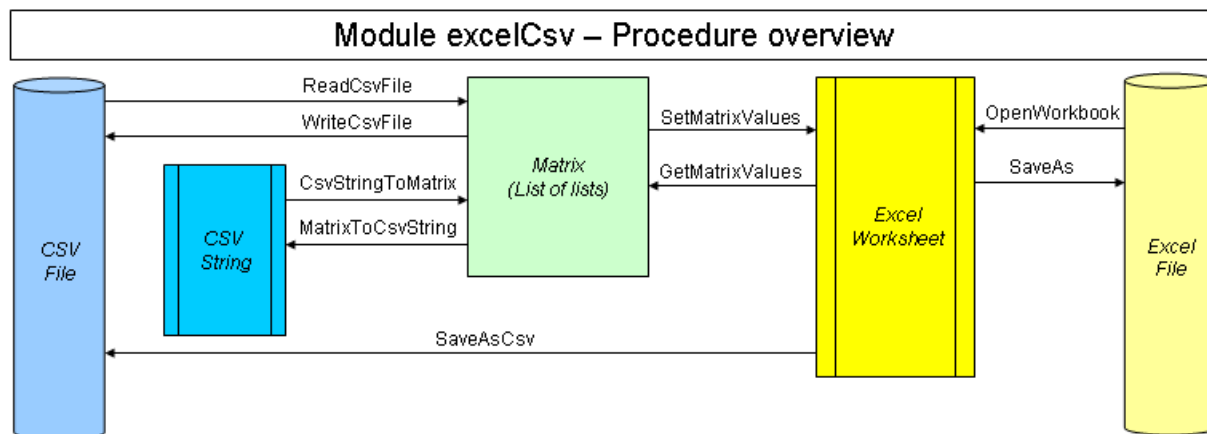 Module excelCsv – Procedure overview
ReadCsvFile
WriteCsvFile
CsvStringToMatrix
MatrixToCsvString
SetMatrixValues
GetMatrixValues
OpenWorkbook
SaveAs
SaveAsCsv
CSV
File
CSV
String
Matrix
(List of lists)
Excel
Worksheet
Excel
File